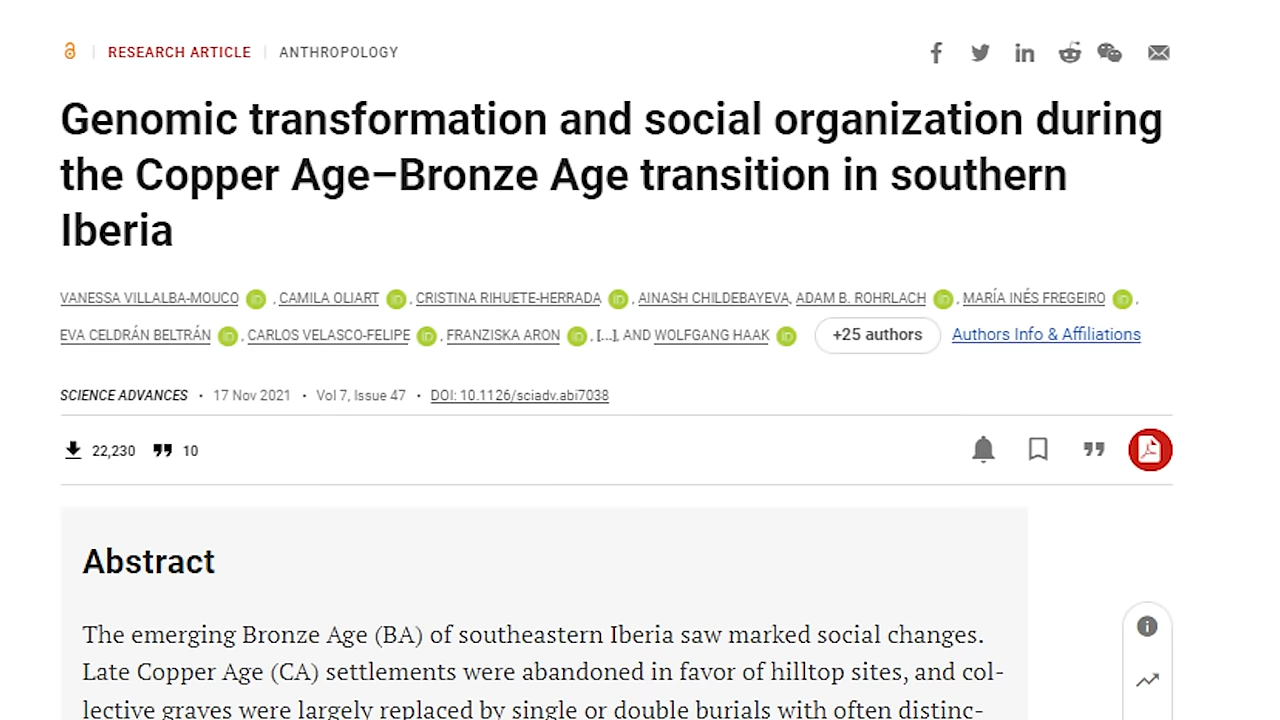 RESEARCH ARTICLE | ANTHROPOLOGY
Genomic transformation and social organization during
the Copper Age–Bronze Age transition in southern
Iberia
VANESSA VILLALBA-MOUCO , CAMILA OLIART , CRISTINA RIHUETE-HERRADA , AINASH CHILDEBAYEVA, ADAM B. ROHRLACH , MARÍA INÉS FREGEIRO ,
EVA CELDRÁN BELTRÁN , CARLOS VELASCO-FELIPE , FRANZISKA ARON , [...], AND WOLFGANG HAAK +25 authors Authors Info & Affiliations
SCIENCE ADVANCES • 17 Nov 2021 • Vol 7, Issue 47 • DOI: 10.1126/sciadv.abi7038
22,230 10
Abstract
The emerging Bronze Age (BA) of southeastern Iberia saw marked social changes.
Late Copper Age (CA) settlements were abandoned in favor of hilltop sites, and col-
lective graves were largely replaced by single or double burials with often distinc-